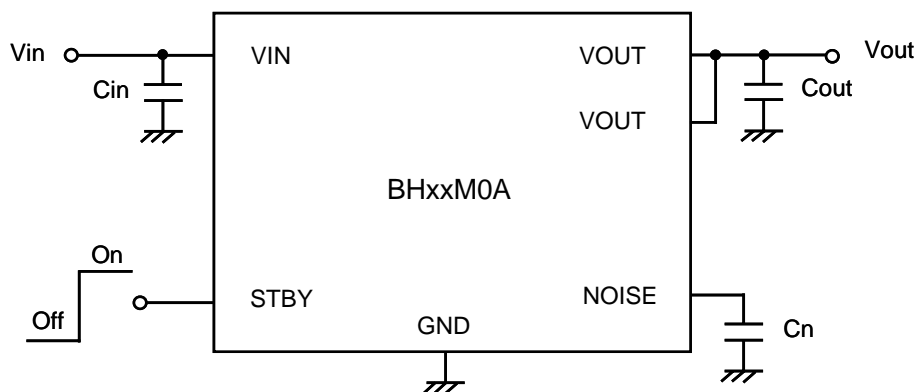 Vin
VIN
VOUT
Vout
Cin
Cout
VOUT
BHxxM0A
On
STBY
NOISE
Off
GND
Cn